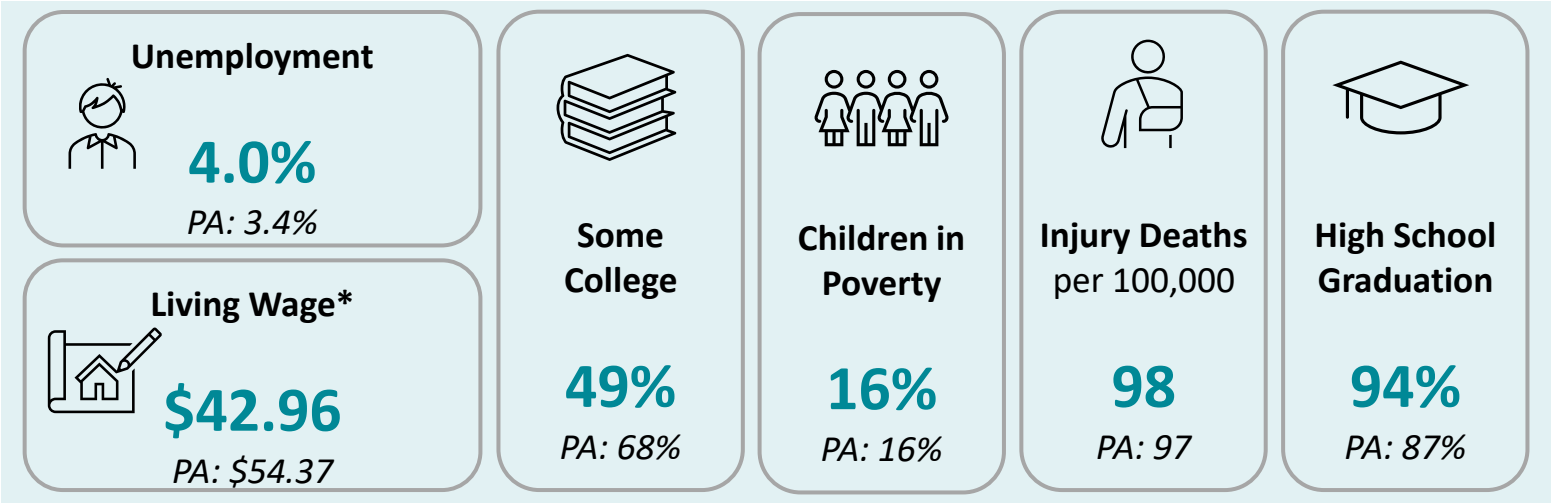 Unemployment
4.0%
PA: 3.4%
Living Wage*
$42.96
PA: $54.37
Some
College
49%
PA: 68%
Children in
Poverty
16%
PA: 16%
Injury Deaths
per 100,000
98
PA: 97
High School
Graduation
94%
PA: 87%